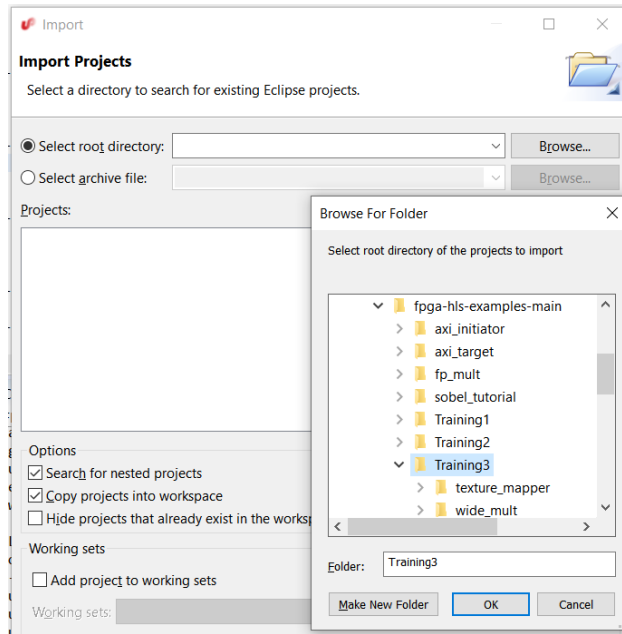 Import
Import Projects
Select a directory to search for existing Eclipse projects.
Select root directory:
Browse...
Select archive file:
Browse...
Projects:
Browse For Folder
Select root directory of the projects to import
fpga-hls-examples-main
axi_initiator
axi_target
fp_mult
sobel_tutorial
Training1
Training2
Training3
texture_mapper
wide_mult
Folder:
Training3
Make New Folder
OK
Cancel
Options
Search for nested projects
Copy projects into workspace
Hide projects that already exist in the worksp
Working sets
Add project to working sets
Working sets: